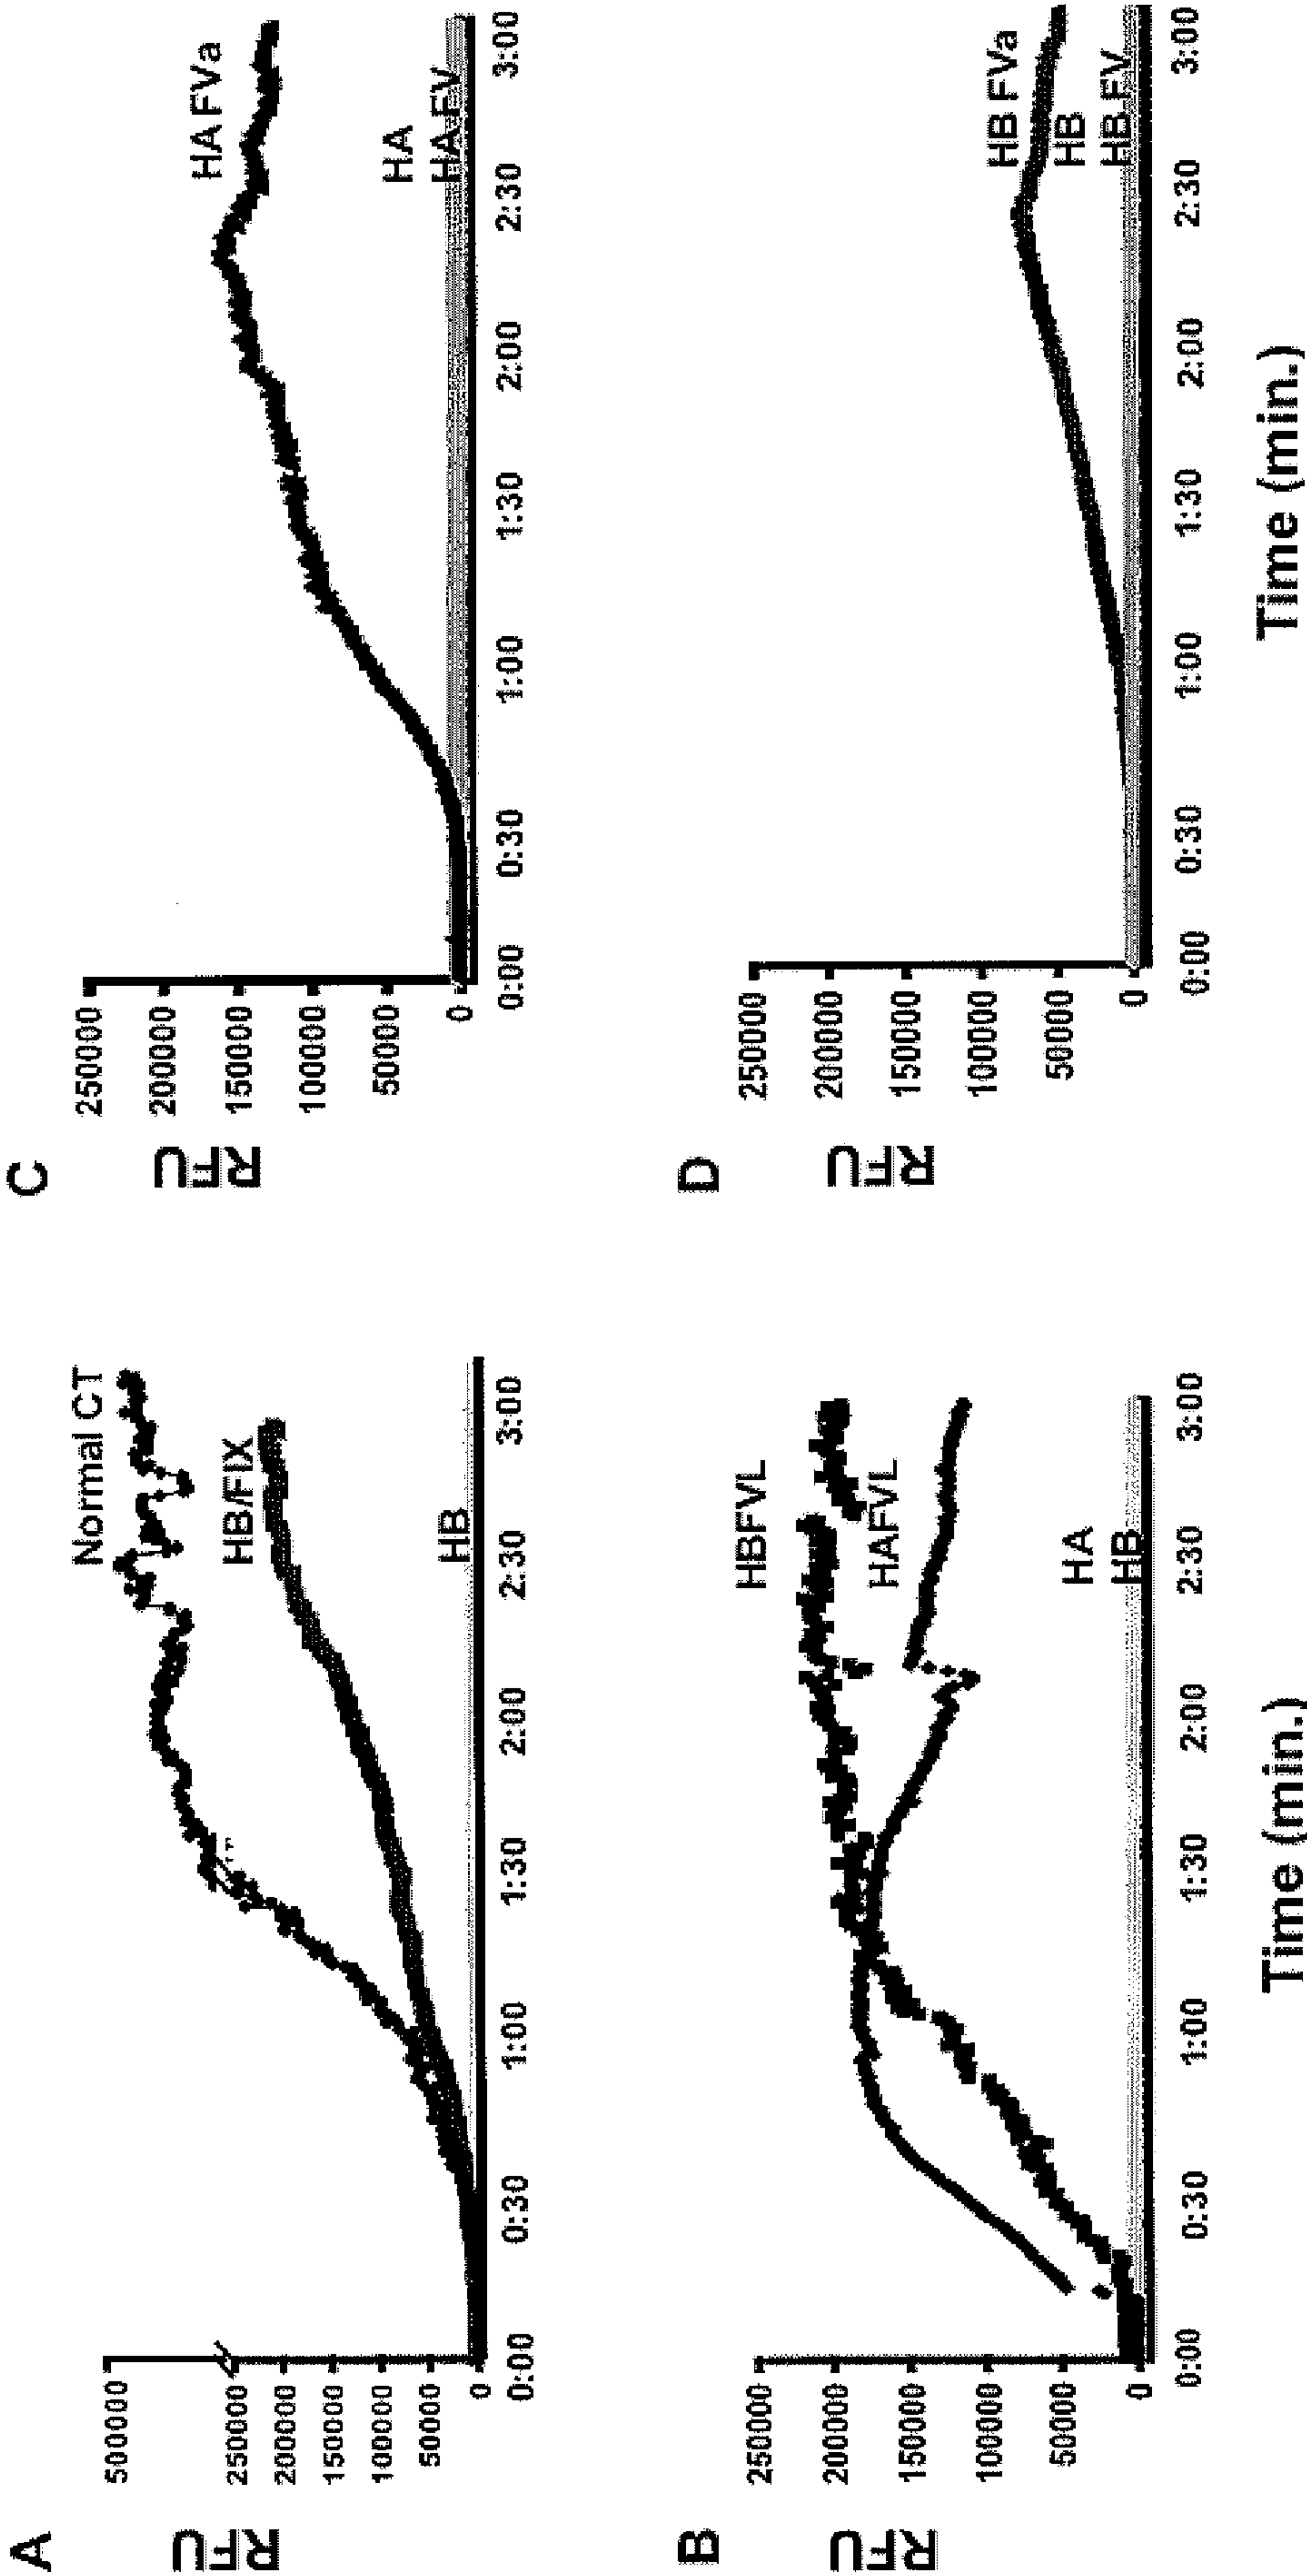 A
RFU
500000
250000
200000
150000
100000
50000
0
Normal CT
HB/FIX
HB
0:00 0:30 1:00 1:30 2:00 2:30 3:00
B
RFU
250000
200000
150000
100000
50000
0
HBFVL
HAFVL
HA
HB
0:00 0:30 1:00 1:30 2:00 2:30 3:00
Time (min.)
C
RFU
250000
200000
150000
100000
50000
0
HA FVa
HA
HA FV
0:00 0:30 1:00 1:30 2:00 2:30 3:00
D
RFU
250000
200000
150000
100000
50000
0
HB FVa
HB
HB FV
0:00 0:30 1:00 1:30 2:00 2:30 3:00
Time (min.)